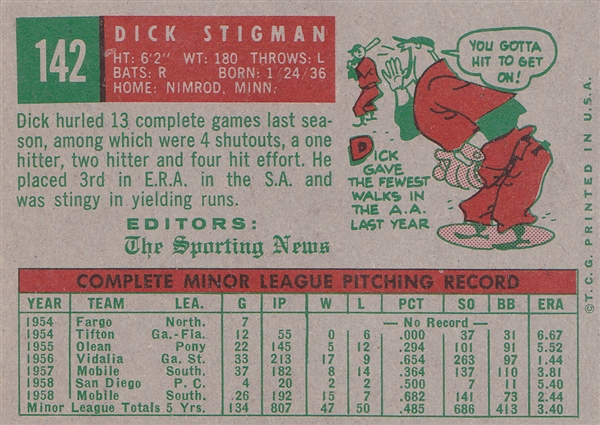 142
DICK STIGMAN
HT: 6'2" WT: 180 THROWS: L
BATS: R BORN: 1/24/36
HOME: NIMROD, MINN.
Dick hurled 13 complete games last sea-
son, among which were 4 shutouts, a one
hitter, two hitter and four hit effort. He
placed 3rd in E.R.A. in the S.A. and
was stingy in yielding runs.
EDITORS:
The Sporting News
YOU GOTTA
HIT TO GET
ON!
DICK
GAVE
THE FEWEST
WALKS IN
THE A.A.
LAST YEAR
© T.C.G. PRINTED IN U.S.A.
COMPLETE MINOR LEAGUE PITCHING RECORD
YEAR TEAM LEA. G IP W L PCT SO BB ERA
1954 Fargo North. 7 — No Record —
1954 Tifton Ga.-Fla. 12 55 0 6 .000 37 31 6.67
1955 Olean Pony 22 145 5 12 .294 101 91 5.52
1956 Vidalia Ga. St. 33 213 17 9 .654 263 97 1.44
1957 Mobile South. 37 182 8 14 .364 137 110 3.81
1958 San Diego P. C. 4 20 2 2 .500 7 11 5.40
1958 Mobile South. 26 192 15 7 .682 141 73 2.44
Minor League Totals 5 Yrs. 134 807 47 50 .485 686 413 3.40